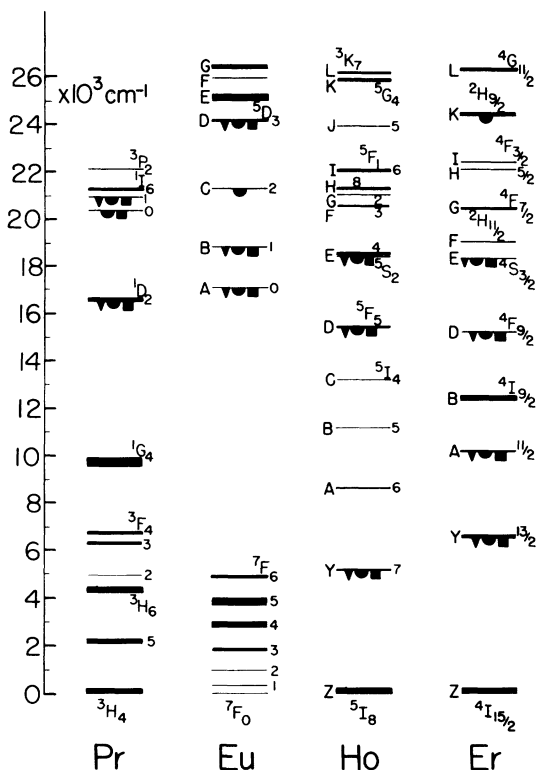 26
×10³cm⁻¹
24
22
20
18
16
14
12
10
8
6
4
2
0
³P₂
¹I₆
1
0
¹D₂
¹G₄
³F₄
3
2
³H₆
5
³H₄
Pr
G
F
E
D ⁵D₃
C 2
B 1
A 0
⁷F₆
5
4
3
2
1
⁷F₀
Eu
L ³K₇
K ⁵G₄
J 5
⁵F₁
I 6
H 8
G 2
F 3
E 4
⁵S₂
D ⁵F₅
C ⁵I₄
B 5
A 6
Y 7
Z
⁵I₈
Ho
L ⁴G₁₁/₂
K ²H₉/₂
I ⁴F₃/₂
H 5/2
G ⁴F₇/₂
F ²H₁₁/₂
E ⁴S₃/₂
D ⁴F₉/₂
B ⁴I₉/₂
A 11/2
Y 13/2
Z
⁴I₁₅/₂
Er